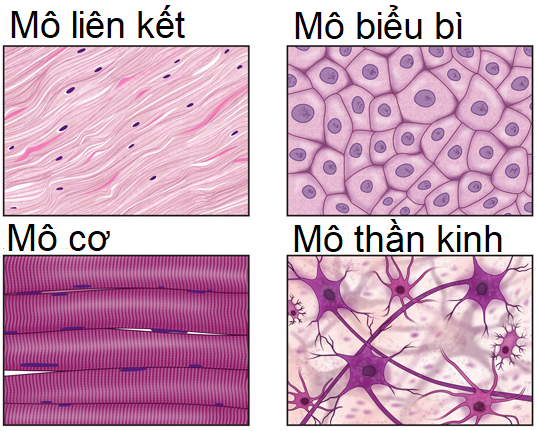 Mô liên kết
Mô biểu bì
Mô cơ
Mô thần kinh